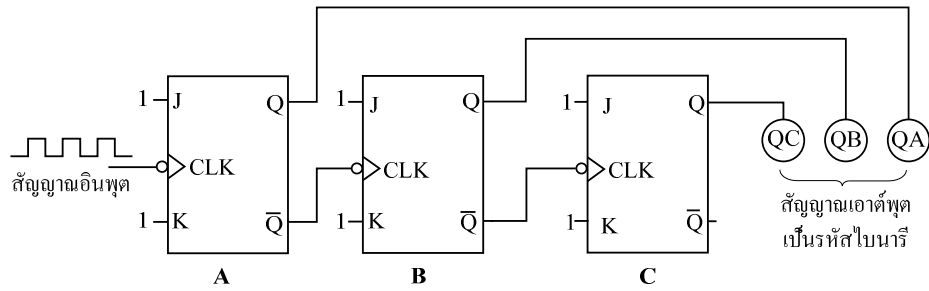 Q
Q
Q
1
J
1
J
1
J
QC
QB
QA
CLK
CLK
CLK
สัญญาณอินพุต
สัญญาณเอาต์พุต
เป็นรหัสไบนารี
1
K
Q̅
1
K
Q̅
1
K
Q̅
A
B
C